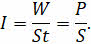 I = W/St = P/S.